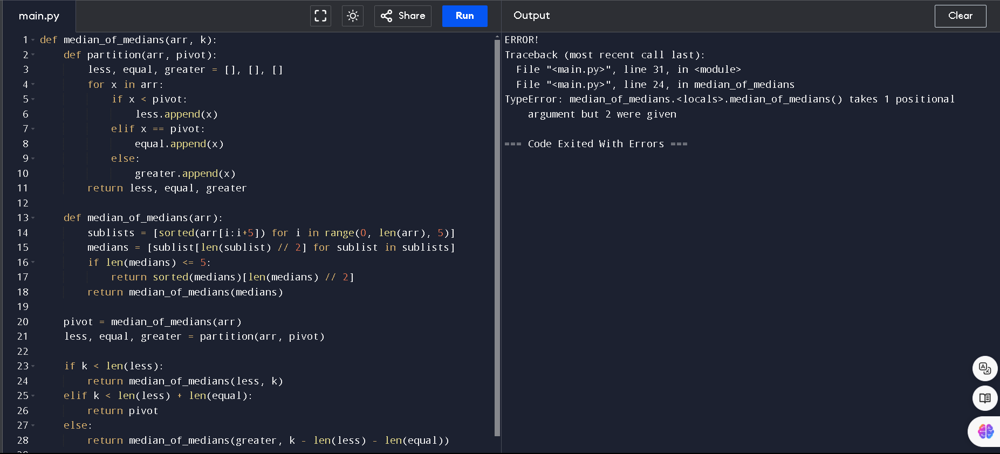 main.py
Share
Run
Output
Clear
1 def median_of_medians(arr, k):
2     def partition(arr, pivot):
3         less, equal, greater = [], [], []
4         for x in arr:
5             if x < pivot:
6                 less.append(x)
7             elif x == pivot:
8                 equal.append(x)
9             else:
10                 greater.append(x)
11         return less, equal, greater
12
13     def median_of_medians(arr):
14         sublists = [sorted(arr[i:i+5]) for i in range(0, len(arr), 5)]
15         medians = [sublist[len(sublist) // 2] for sublist in sublists]
16         if len(medians) <= 5:
17             return sorted(medians)[len(medians) // 2]
18         return median_of_medians(medians)
19
20     pivot = median_of_medians(arr)
21     less, equal, greater = partition(arr, pivot)
22
23     if k < len(less):
24         return median_of_medians(less, k)
25     elif k < len(less) + len(equal):
26         return pivot
27     else:
28         return median_of_medians(greater, k - len(less) - len(equal))
ERROR!
Traceback (most recent call last):
  File "<main.py>", line 31, in <module>
  File "<main.py>", line 24, in median_of_medians
TypeError: median_of_medians.<locals>.median_of_medians() takes 1 positional
    argument but 2 were given
=== Code Exited With Errors ===